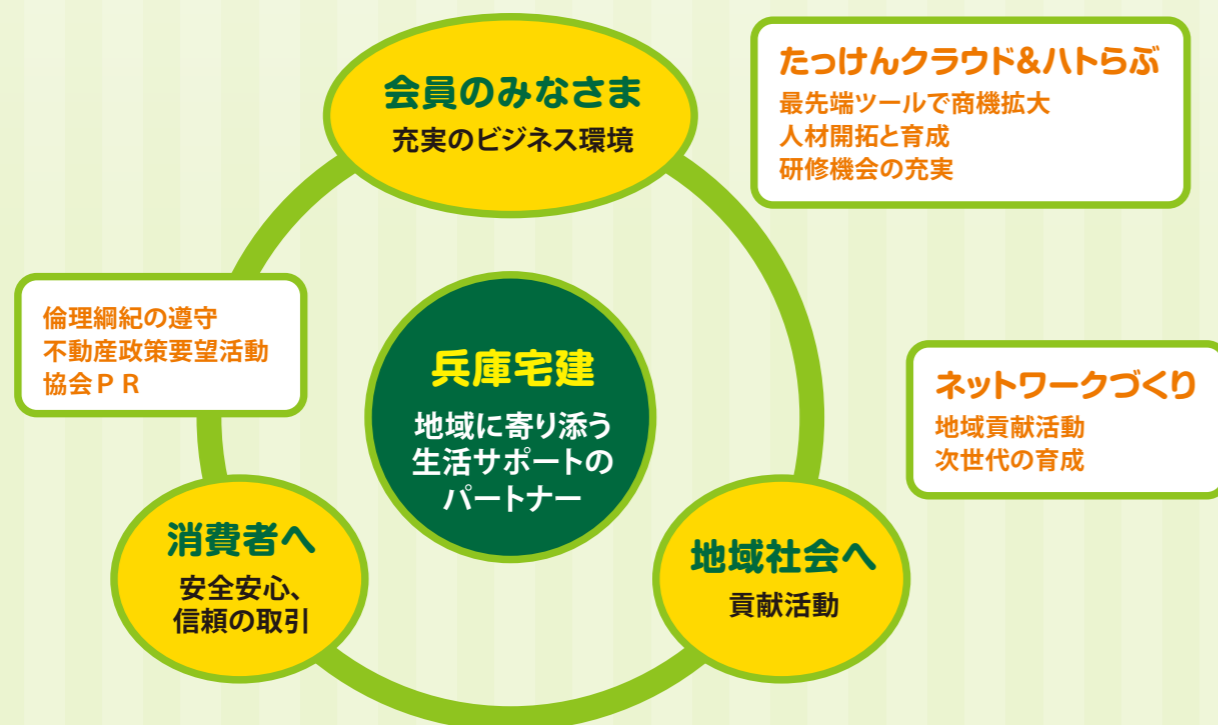 会員のみなさま
充実のビジネス環境
たっけんクラウド&ハトらぶ
最先端ツールで商機拡大
人材開拓と育成
研修機会の充実
倫理綱紀の遵守
不動産政策要望活動
協会ＰＲ
兵庫宅建
地域に寄り添う
生活サポートの
パートナー
ネットワークづくり
地域貢献活動
次世代の育成
消費者へ
安全安心、
信頼の取引
地域社会へ
貢献活動